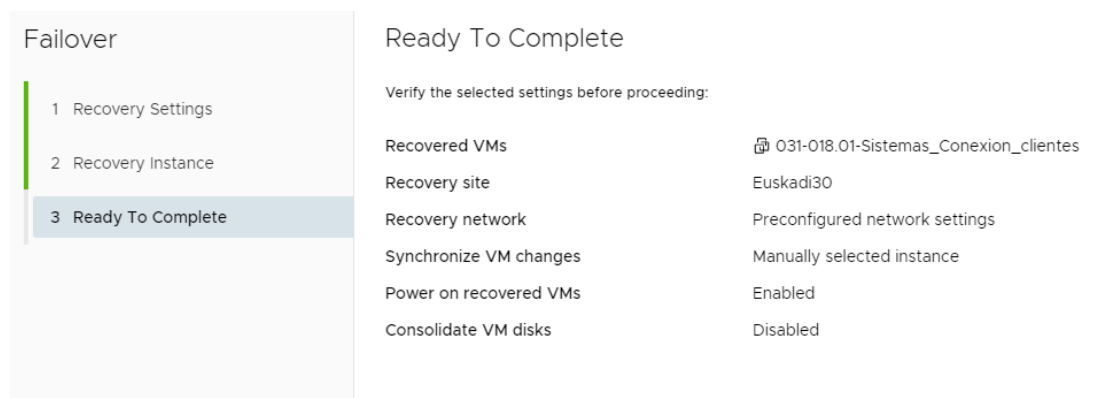 Failover
1 Recovery Settings
2 Recovery Instance
3 Ready To Complete
Ready To Complete
Verify the selected settings before proceeding:
Recovered VMs 031-018.01-Sistemas_Conexion_clientes
Recovery site Euskadi30
Recovery network Preconfigured network settings
Synchronize VM changes Manually selected instance
Power on recovered VMs Enabled
Consolidate VM disks Disabled